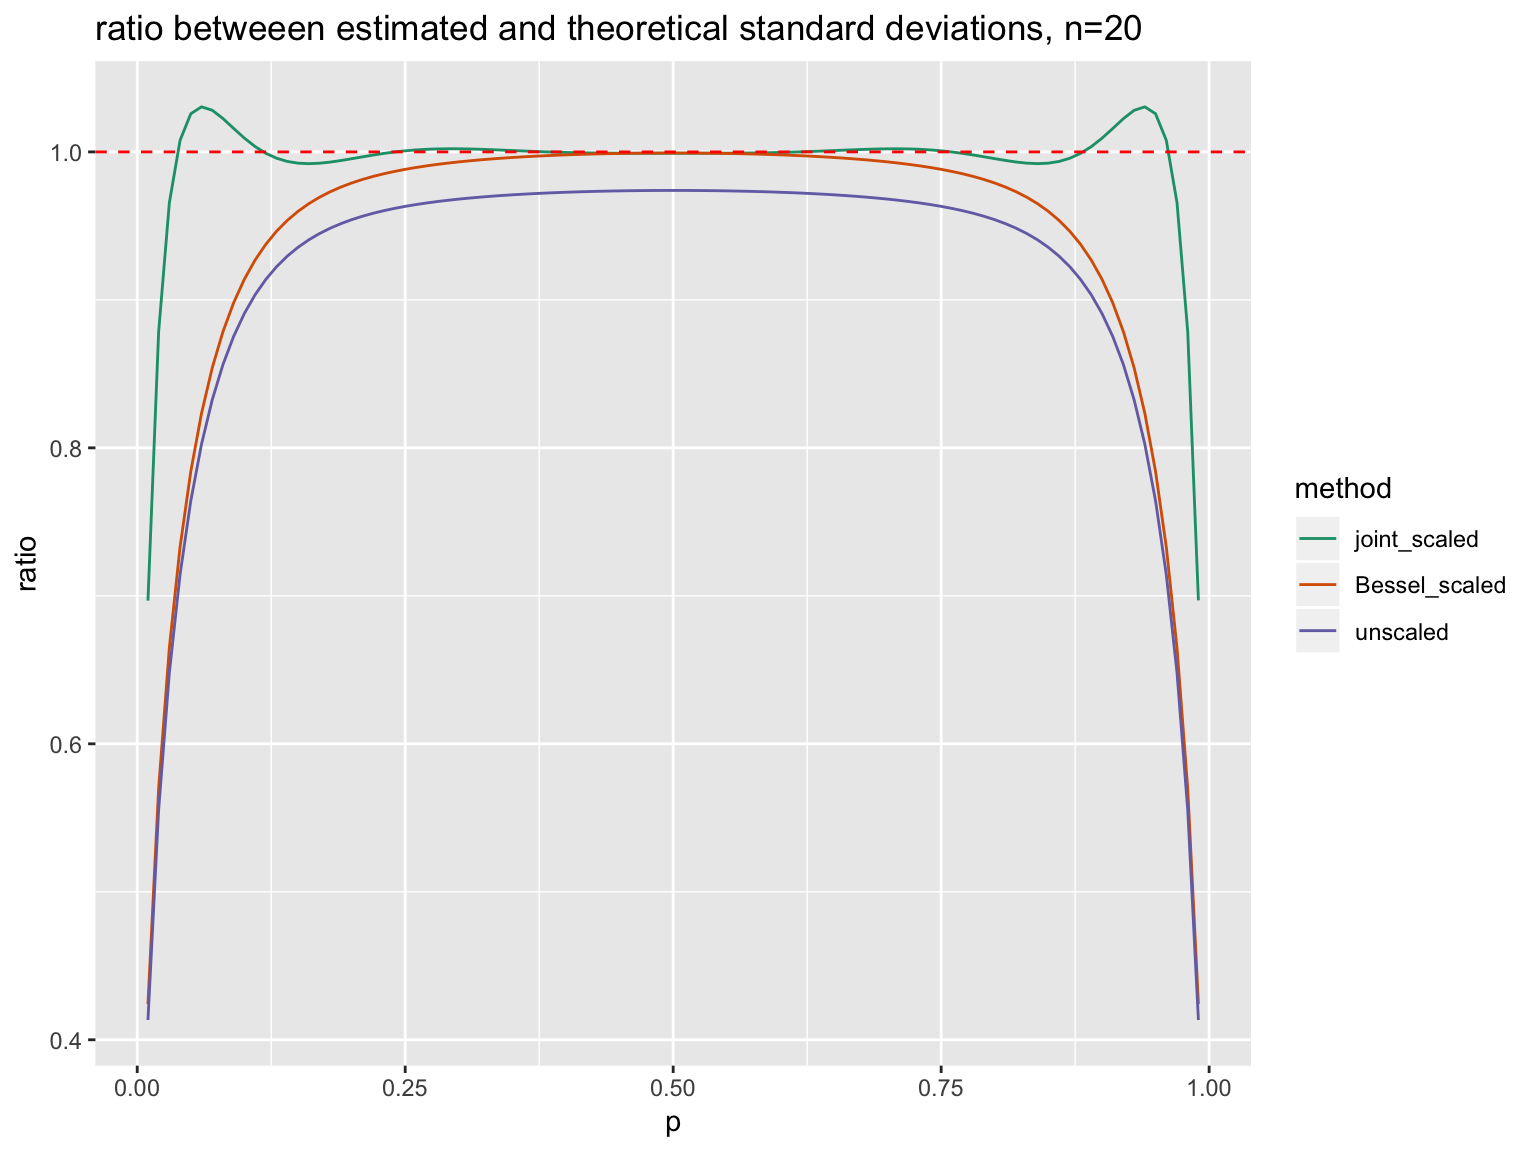 ratio betweeen estimated and theoretical standard deviations, n=20
1.0
0.8
0.6
0.4
ratio
0.00 0.25 0.50 0.75 1.00
p
method
joint_scaled
Bessel_scaled
unscaled